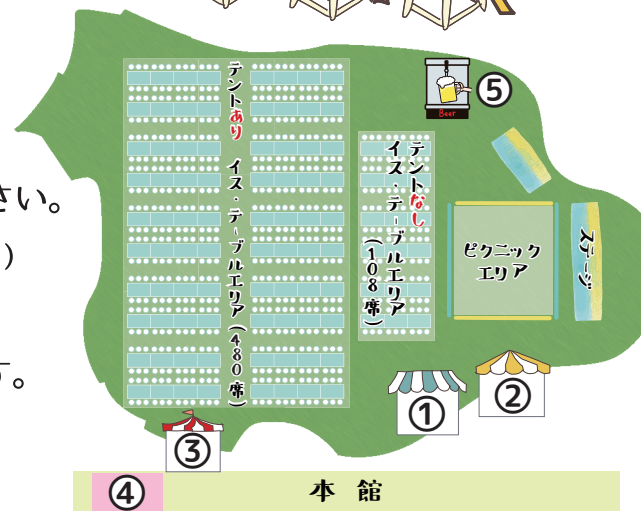 さい。
)
す。
テントあり イス・テーブルエリア(480席)
テントなし
イス・テーブルエリア
(108席)
Beer
⑤
ピクニック
エリア
ステージ
①
②
③
④
本館